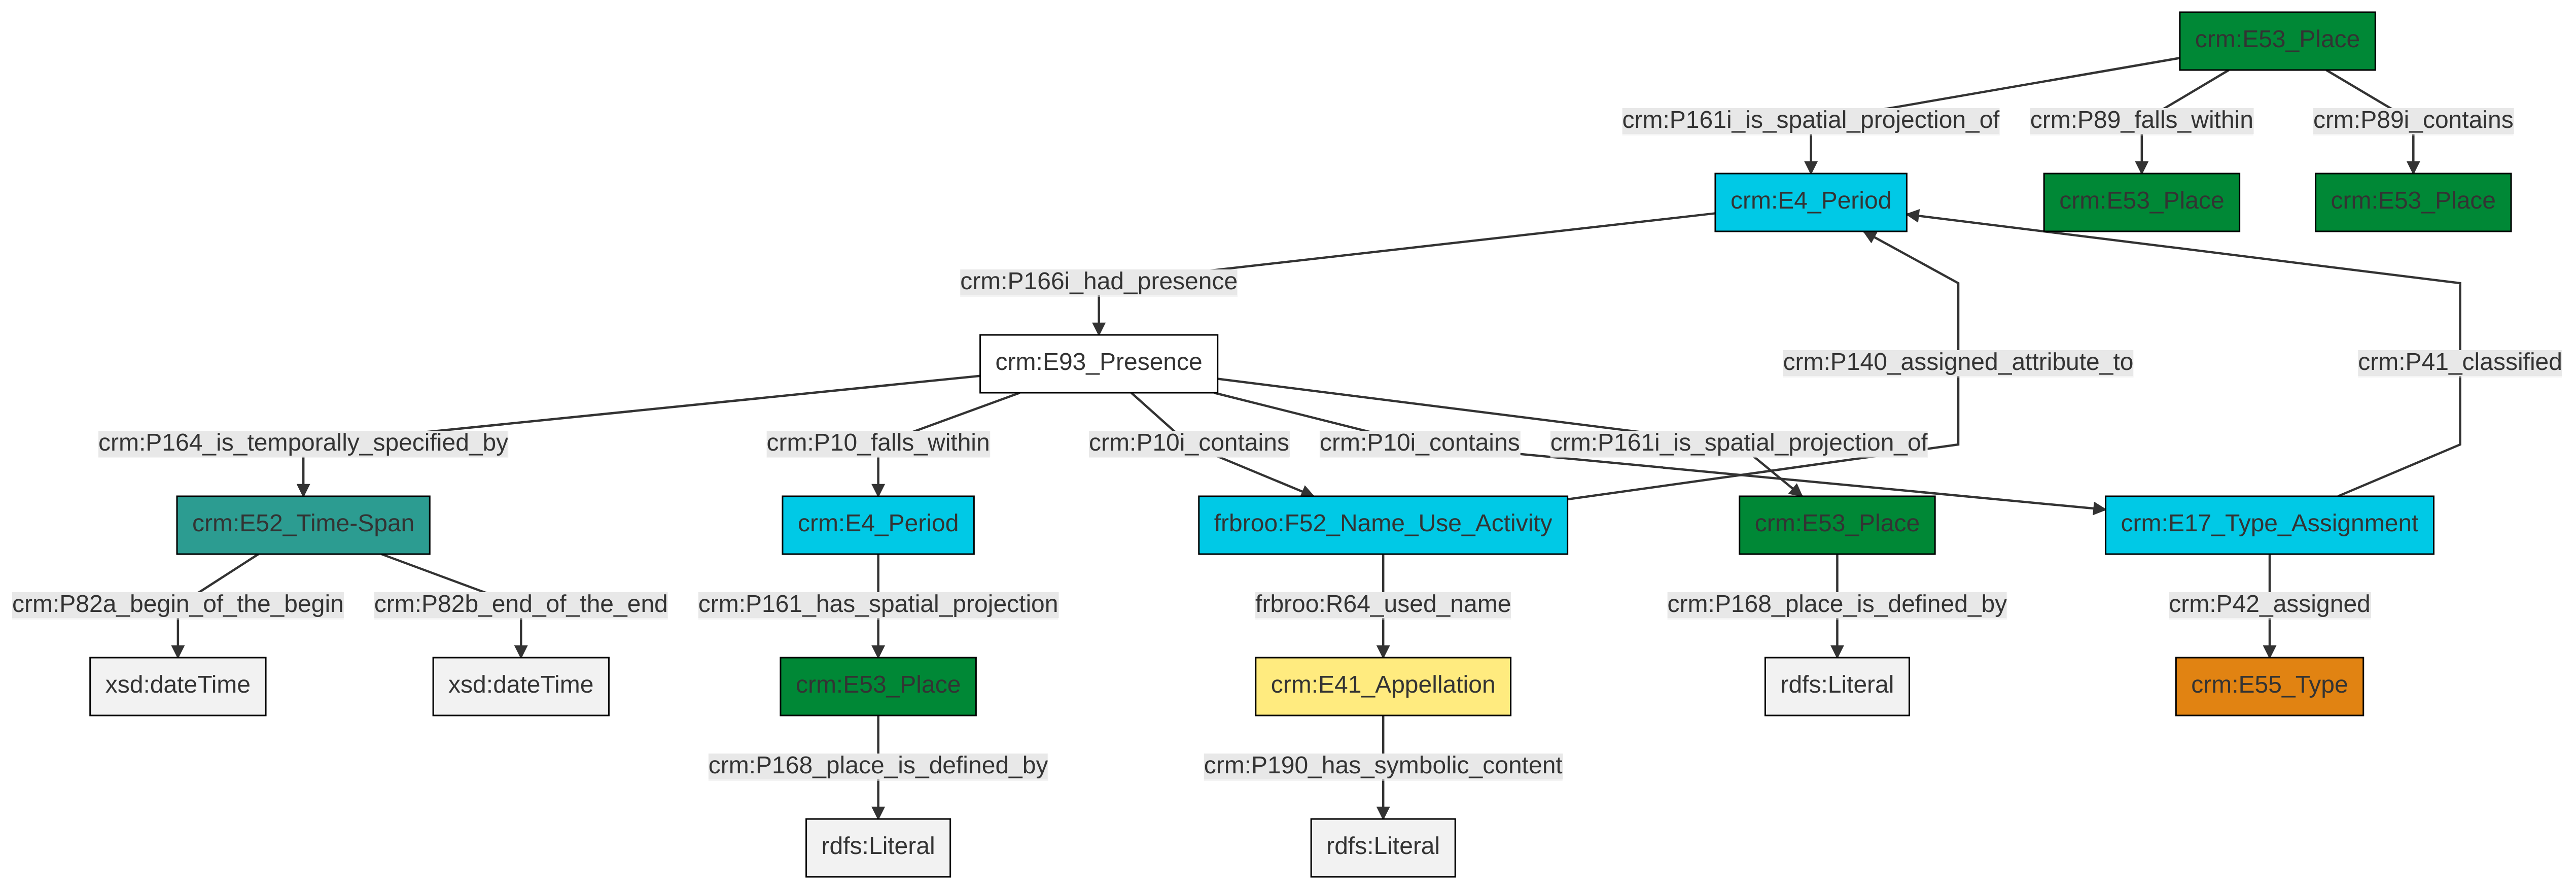 crm:E53_Place
crm:P161i_is_spatial_projection_of
crm:P89_falls_within
crm:P89i_contains
crm:E4_Period
crm:E53_Place
crm:E53_Place
crm:P166i_had_presence
crm:E93_Presence
crm:P140_assigned_attribute_to
crm:P41_classified
crm:P164_is_temporally_specified_by
crm:P10_falls_within
crm:P10i_contains
crm:P10i_contains
crm:P161i_is_spatial_projection_of
crm:E52_Time-Span
crm:E4_Period
frbroo:F52_Name_Use_Activity
crm:E53_Place
crm:E17_Type_Assignment
crm:P82a_begin_of_the_begin
crm:P82b_end_of_the_end
crm:P161_has_spatial_projection
frbroo:R64_used_name
crm:P168_place_is_defined_by
crm:P42_assigned
xsd:dateTime
xsd:dateTime
crm:E53_Place
crm:E41_Appellation
rdfs:Literal
crm:E55_Type
crm:P168_place_is_defined_by
crm:P190_has_symbolic_content
rdfs:Literal
rdfs:Literal